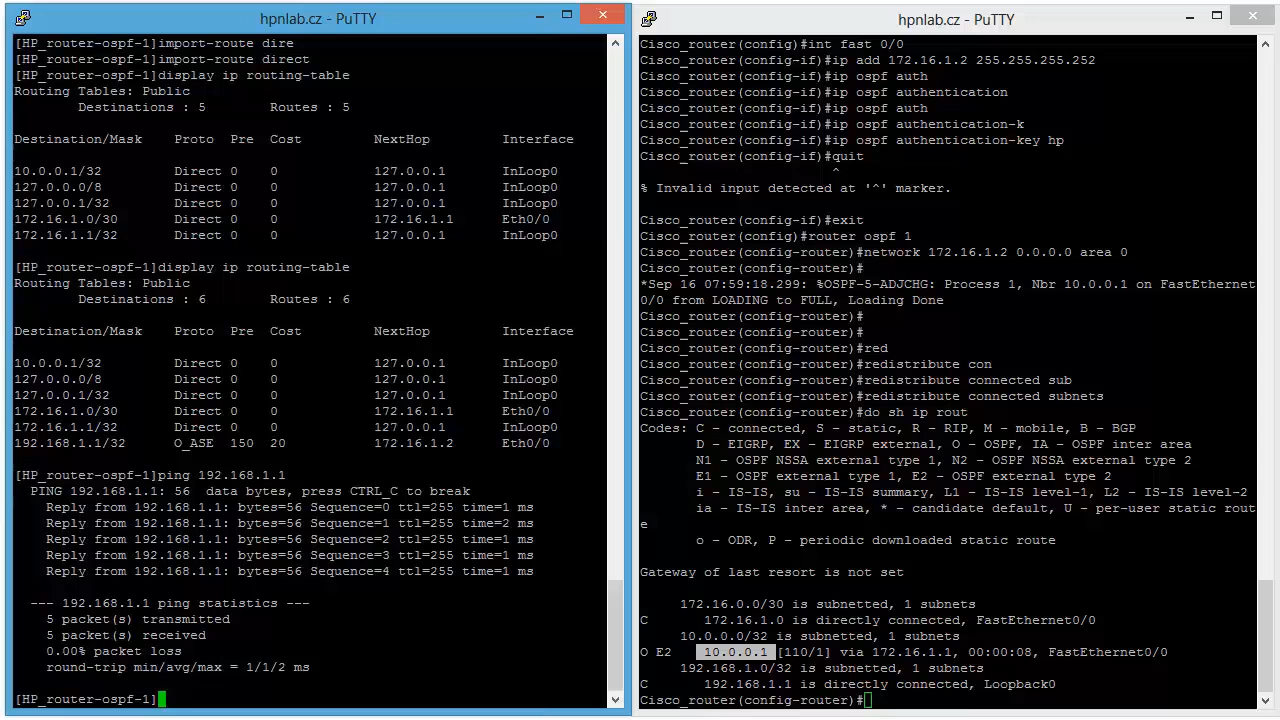 hpnlab.cz - PuTTY
[HP_router-ospf-1]import-route dire
[HP_router-ospf-1]import-route direct
[HP_router-ospf-1]display ip routing-table
Routing Tables: Public
        Destinations : 5        Routes : 5
Destination/Mask    Proto  Pre  Cost         NextHop         Interface
10.0.0.1/32         Direct 0    0            127.0.0.1       InLoop0
127.0.0.0/8         Direct 0    0            127.0.0.1       InLoop0
127.0.0.1/32        Direct 0    0            127.0.0.1       InLoop0
172.16.1.0/30       Direct 0    0            172.16.1.1      Eth0/0
172.16.1.1/32       Direct 0    0            127.0.0.1       InLoop0
[HP_router-ospf-1]display ip routing-table
Routing Tables: Public
        Destinations : 6        Routes : 6
Destination/Mask    Proto  Pre  Cost         NextHop         Interface
10.0.0.1/32         Direct 0    0            127.0.0.1       InLoop0
127.0.0.0/8         Direct 0    0            127.0.0.1       InLoop0
127.0.0.1/32        Direct 0    0            127.0.0.1       InLoop0
172.16.1.0/30       Direct 0    0            172.16.1.1      Eth0/0
172.16.1.1/32       Direct 0    0            127.0.0.1       InLoop0
192.168.1.1/32      O_ASE  150  20           172.16.1.2      Eth0/0
[HP_router-ospf-1]ping 192.168.1.1
  PING 192.168.1.1: 56  data bytes, press CTRL_C to break
    Reply from 192.168.1.1: bytes=56 Sequence=0 ttl=255 time=1 ms
    Reply from 192.168.1.1: bytes=56 Sequence=1 ttl=255 time=2 ms
    Reply from 192.168.1.1: bytes=56 Sequence=2 ttl=255 time=1 ms
    Reply from 192.168.1.1: bytes=56 Sequence=3 ttl=255 time=1 ms
    Reply from 192.168.1.1: bytes=56 Sequence=4 ttl=255 time=1 ms
  --- 192.168.1.1 ping statistics ---
    5 packet(s) transmitted
    5 packet(s) received
    0.00% packet loss
    round-trip min/avg/max = 1/1/2 ms
[HP_router-ospf-1]
hpnlab.cz - PuTTY
Cisco_router(config)#int fast 0/0
Cisco_router(config-if)#ip add 172.16.1.2 255.255.255.252
Cisco_router(config-if)#ip ospf auth
Cisco_router(config-if)#ip ospf authentication
Cisco_router(config-if)#ip ospf auth
Cisco_router(config-if)#ip ospf authentication-k
Cisco_router(config-if)#ip ospf authentication-key hp
Cisco_router(config-if)#quit
                        ^
% Invalid input detected at '^' marker.
Cisco_router(config-if)#exit
Cisco_router(config)#router ospf 1
Cisco_router(config-router)#network 172.16.1.2 0.0.0.0 area 0
Cisco_router(config-router)#
*Sep 16 07:59:18.299: %OSPF-5-ADJCHG: Process 1, Nbr 10.0.0.1 on FastEthernet
0/0 from LOADING to FULL, Loading Done
Cisco_router(config-router)#
Cisco_router(config-router)#
Cisco_router(config-router)#red
Cisco_router(config-router)#redistribute con
Cisco_router(config-router)#redistribute connected sub
Cisco_router(config-router)#redistribute connected subnets
Cisco_router(config-router)#do sh ip rout
Codes: C - connected, S - static, R - RIP, M - mobile, B - BGP
       D - EIGRP, EX - EIGRP external, O - OSPF, IA - OSPF inter area
       N1 - OSPF NSSA external type 1, N2 - OSPF NSSA external type 2
       E1 - OSPF external type 1, E2 - OSPF external type 2
       i - IS-IS, su - IS-IS summary, L1 - IS-IS level-1, L2 - IS-IS level-2
       ia - IS-IS inter area, * - candidate default, U - per-user static rout
e
       o - ODR, P - periodic downloaded static route
Gateway of last resort is not set
     172.16.0.0/30 is subnetted, 1 subnets
C       172.16.1.0 is directly connected, FastEthernet0/0
     10.0.0.0/32 is subnetted, 1 subnets
O E2    10.0.0.1 [110/1] via 172.16.1.1, 00:00:08, FastEthernet0/0
     192.168.1.0/32 is subnetted, 1 subnets
C       192.168.1.1 is directly connected, Loopback0
Cisco_router(config-router)#